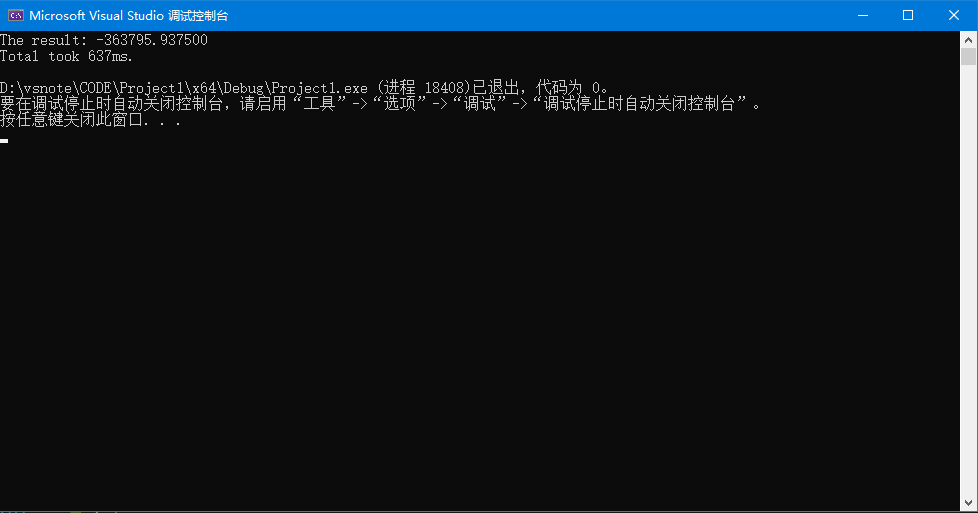 Microsoft Visual Studio 调试控制台
The result: -363795.937500
Total took 637ms.
D:\vsnote\CODE\Project1\x64\Debug\Project1.exe (进程 18408)已退出，代码为 0。
要在调试停止时自动关闭控制台，请启用“工具”->“选项”->“调试”->“调试停止时自动关闭控制台”。
按任意键关闭此窗口. . .